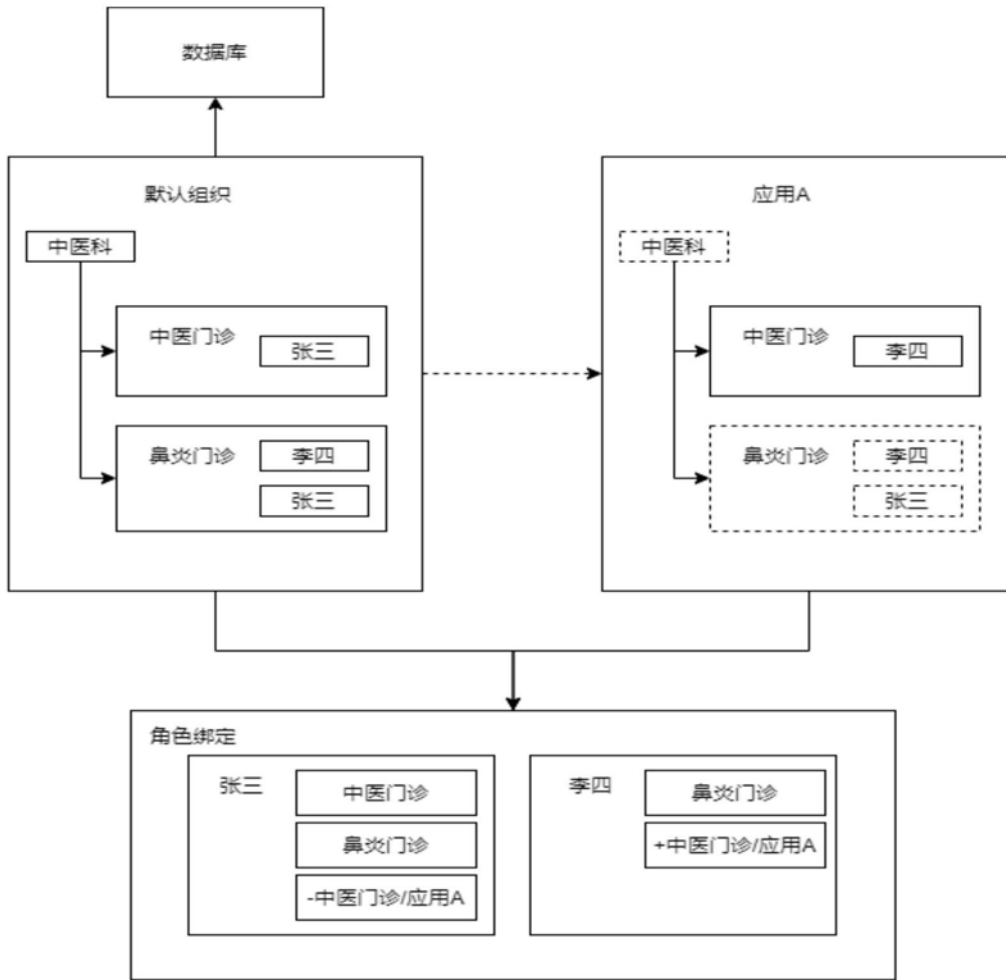 数据库
默认组织
中医科
中医门诊
张三
鼻炎门诊
李四
张三
应用A
中医科
中医门诊
李四
鼻炎门诊
李四
张三
角色绑定
张三
中医门诊
鼻炎门诊
-中医门诊/应用A
李四
鼻炎门诊
+中医门诊/应用A